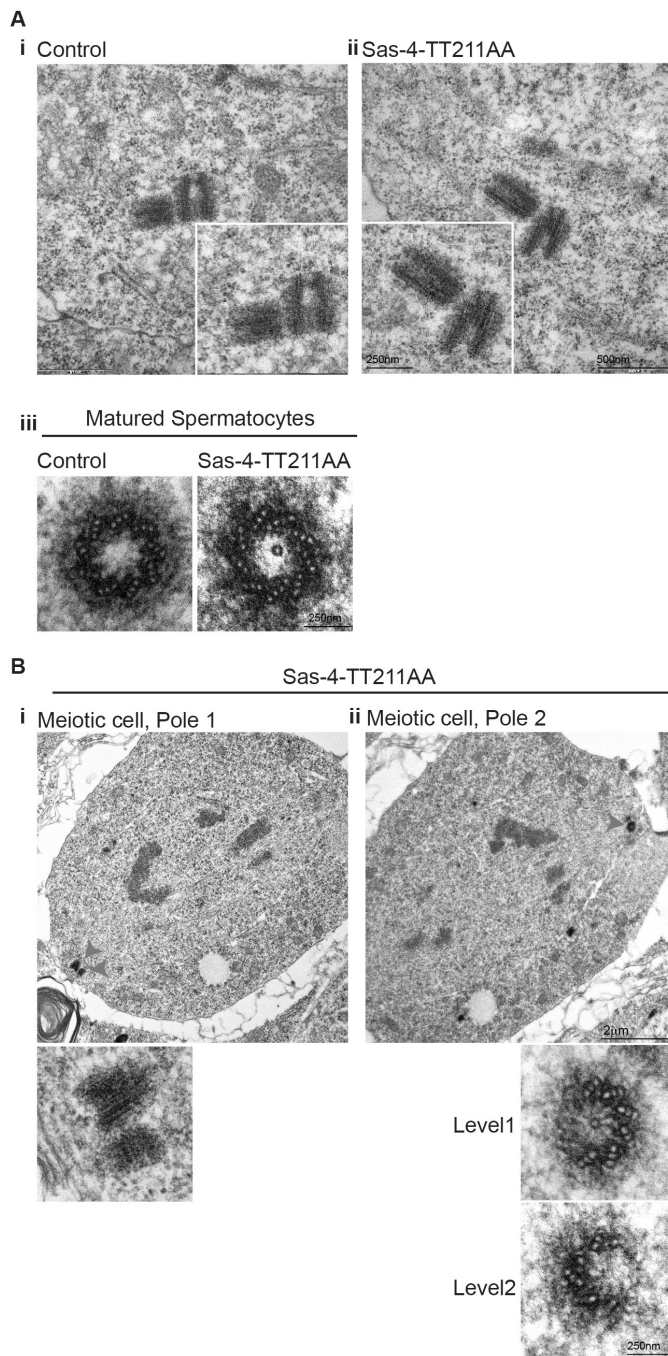 A
i Control
ii Sas-4-TT211AA
250nm
500nm
iii Matured Spermatocytes
Control
Sas-4-TT211AA
250nm
B
Sas-4-TT211AA
i Meiotic cell, Pole 1
ii Meiotic cell, Pole 2
2µm
Level1
Level2
250nm